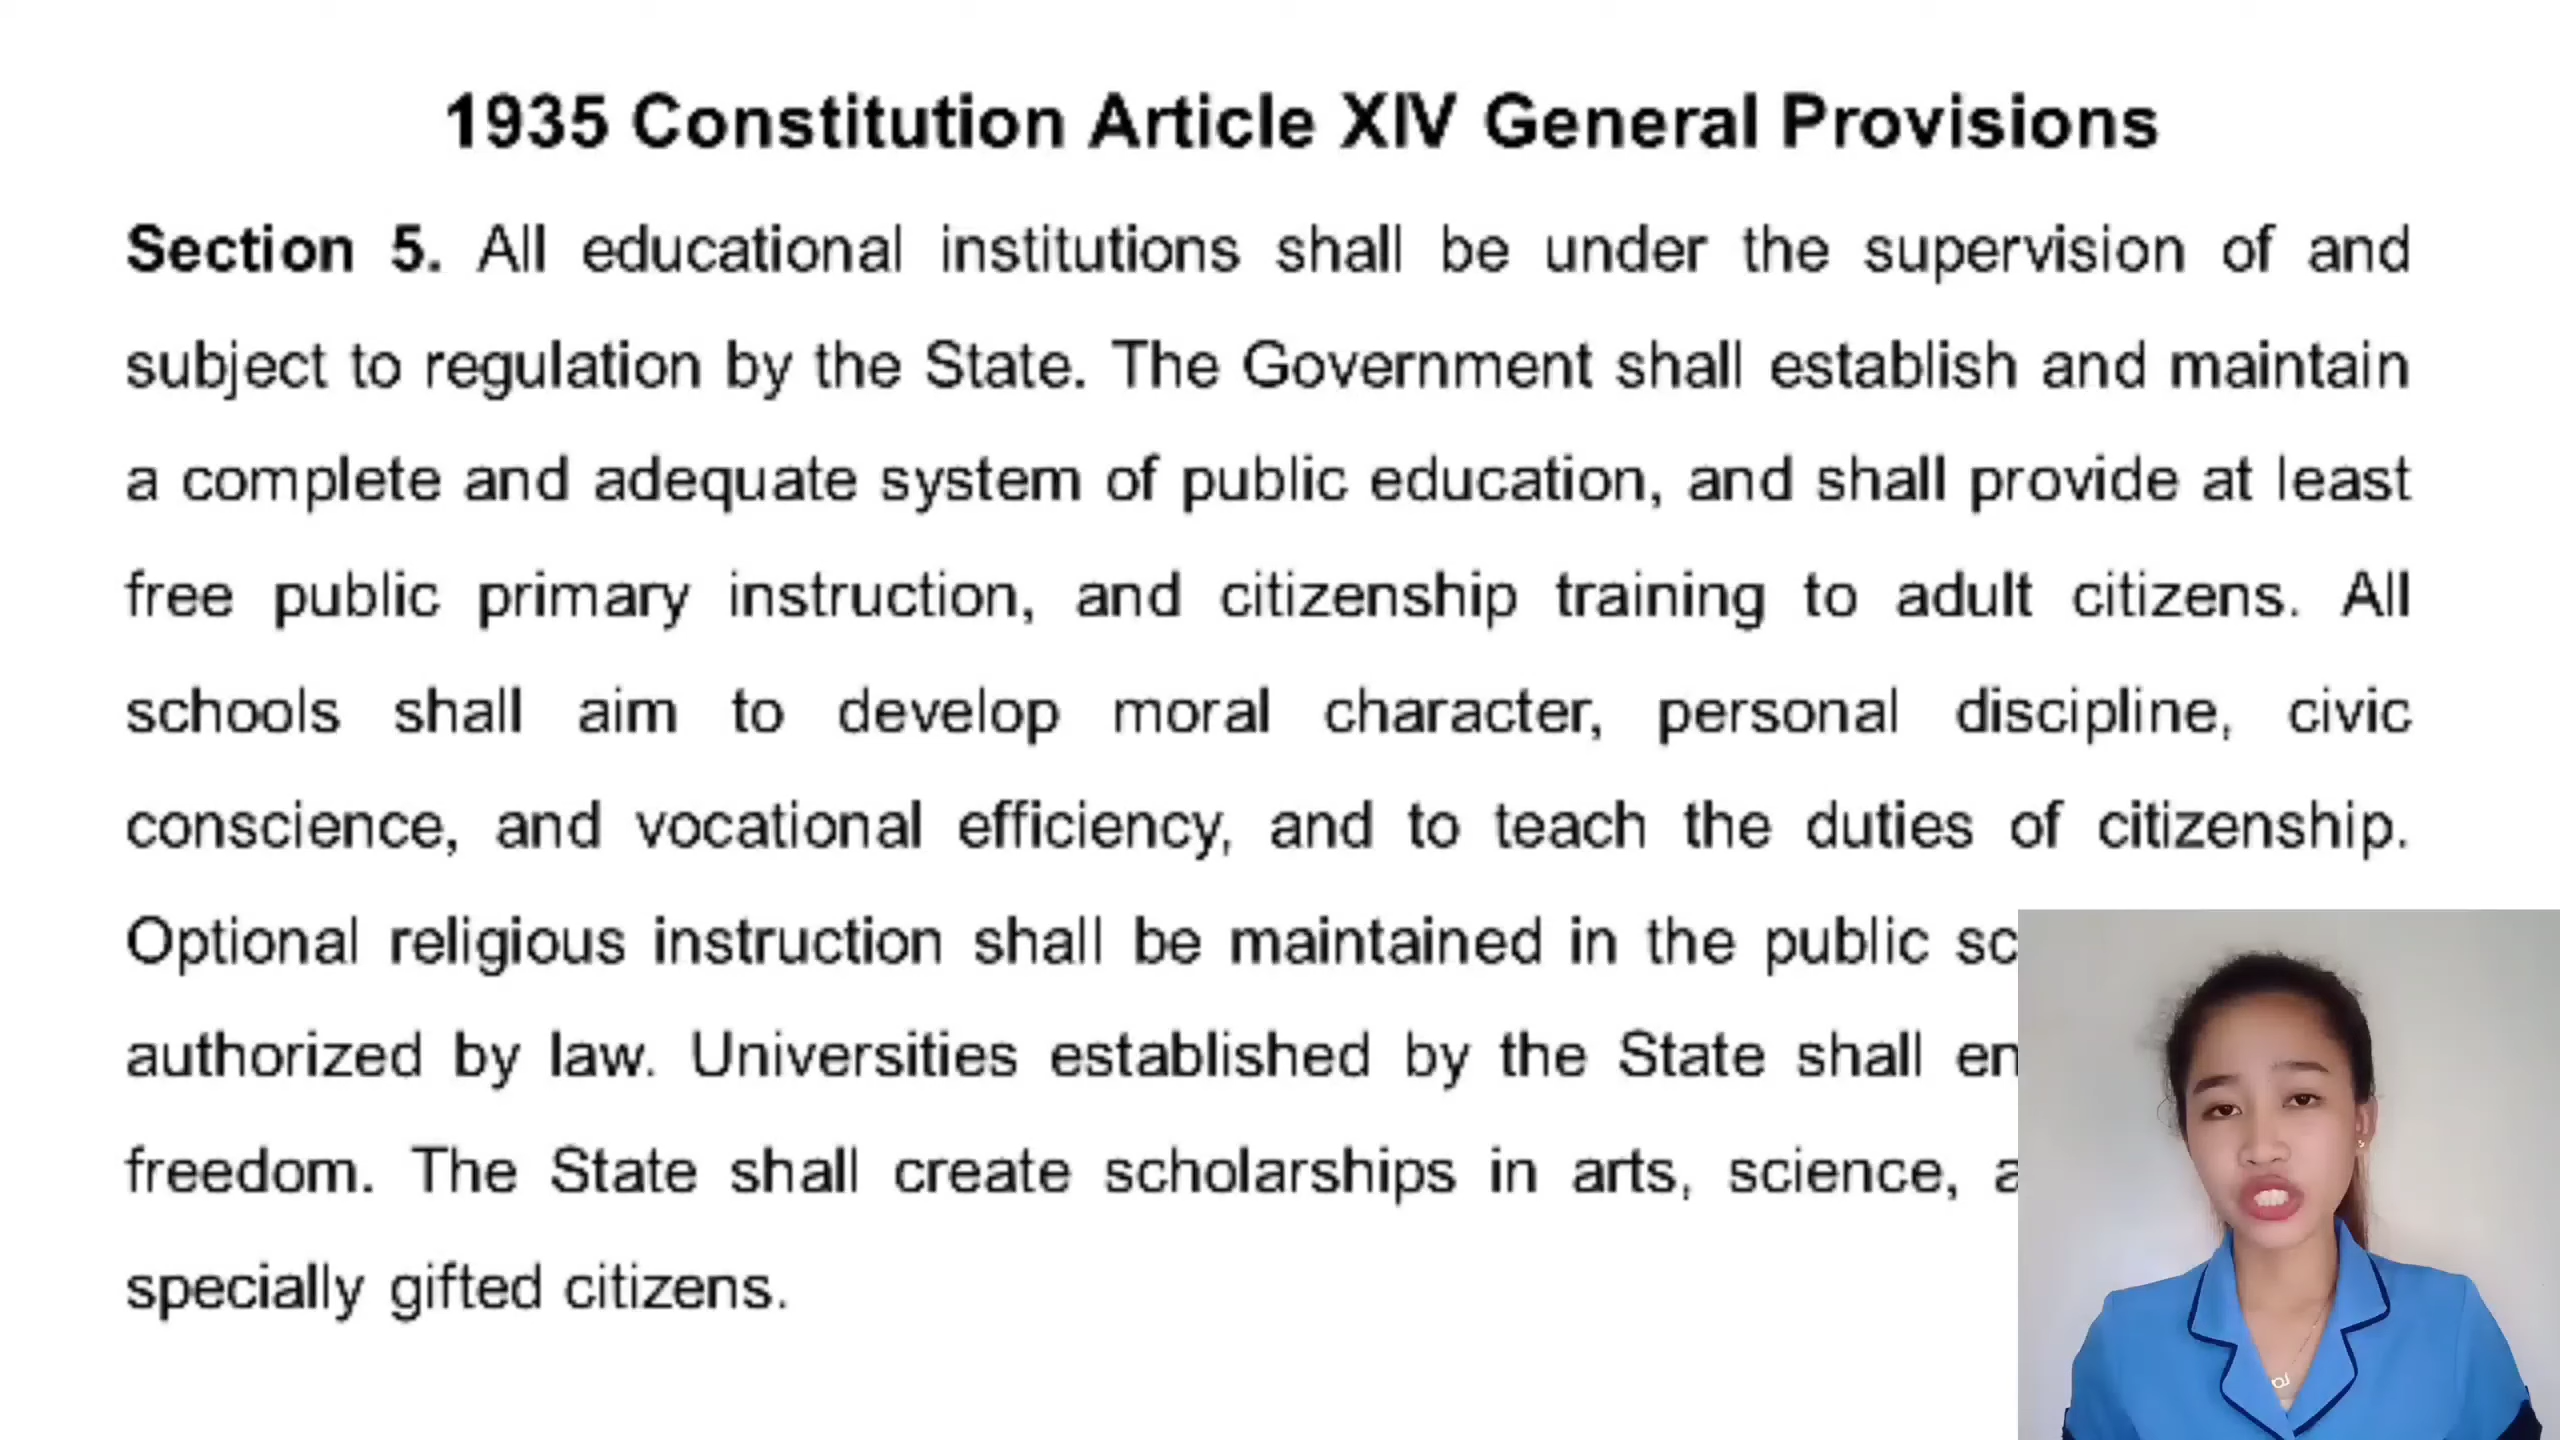 1935 Constitution Article XIV General Provisions
Section 5. All educational institutions shall be under the supervision of and
subject to regulation by the State. The Government shall establish and maintain
a complete and adequate system of public education, and shall provide at least
free public primary instruction, and citizenship training to adult citizens. All
schools shall aim to develop moral character, personal discipline, civic
conscience, and vocational efficiency, and to teach the duties of citizenship.
Optional religious instruction shall be maintained in the public
authorized by law. Universities established by the State shall
freedom. The State shall create scholarships in arts, science,
specially gifted citizens.